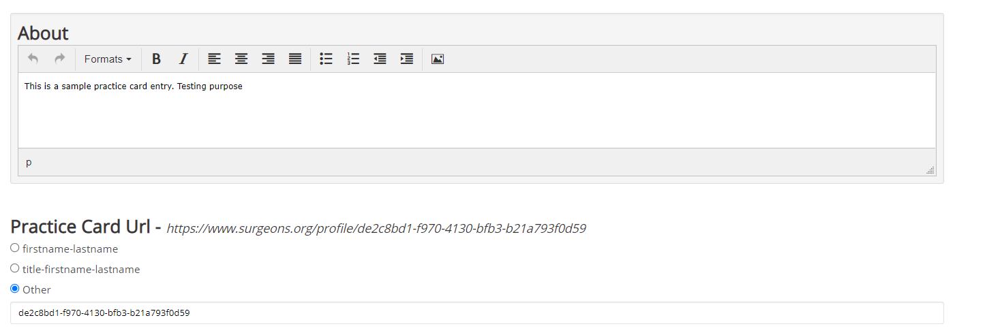 About
Formats B I
This is a sample practice card entry. Testing purpose
p
Practice Card Url - https://www.surgeons.org/profile/de2c8bd1-f970-4130-bfb3-b21a793f0d59
firstname-lastname
title-firstname-lastname
Other
de2c8bd1-f970-4130-bfb3-b21a793f0d59